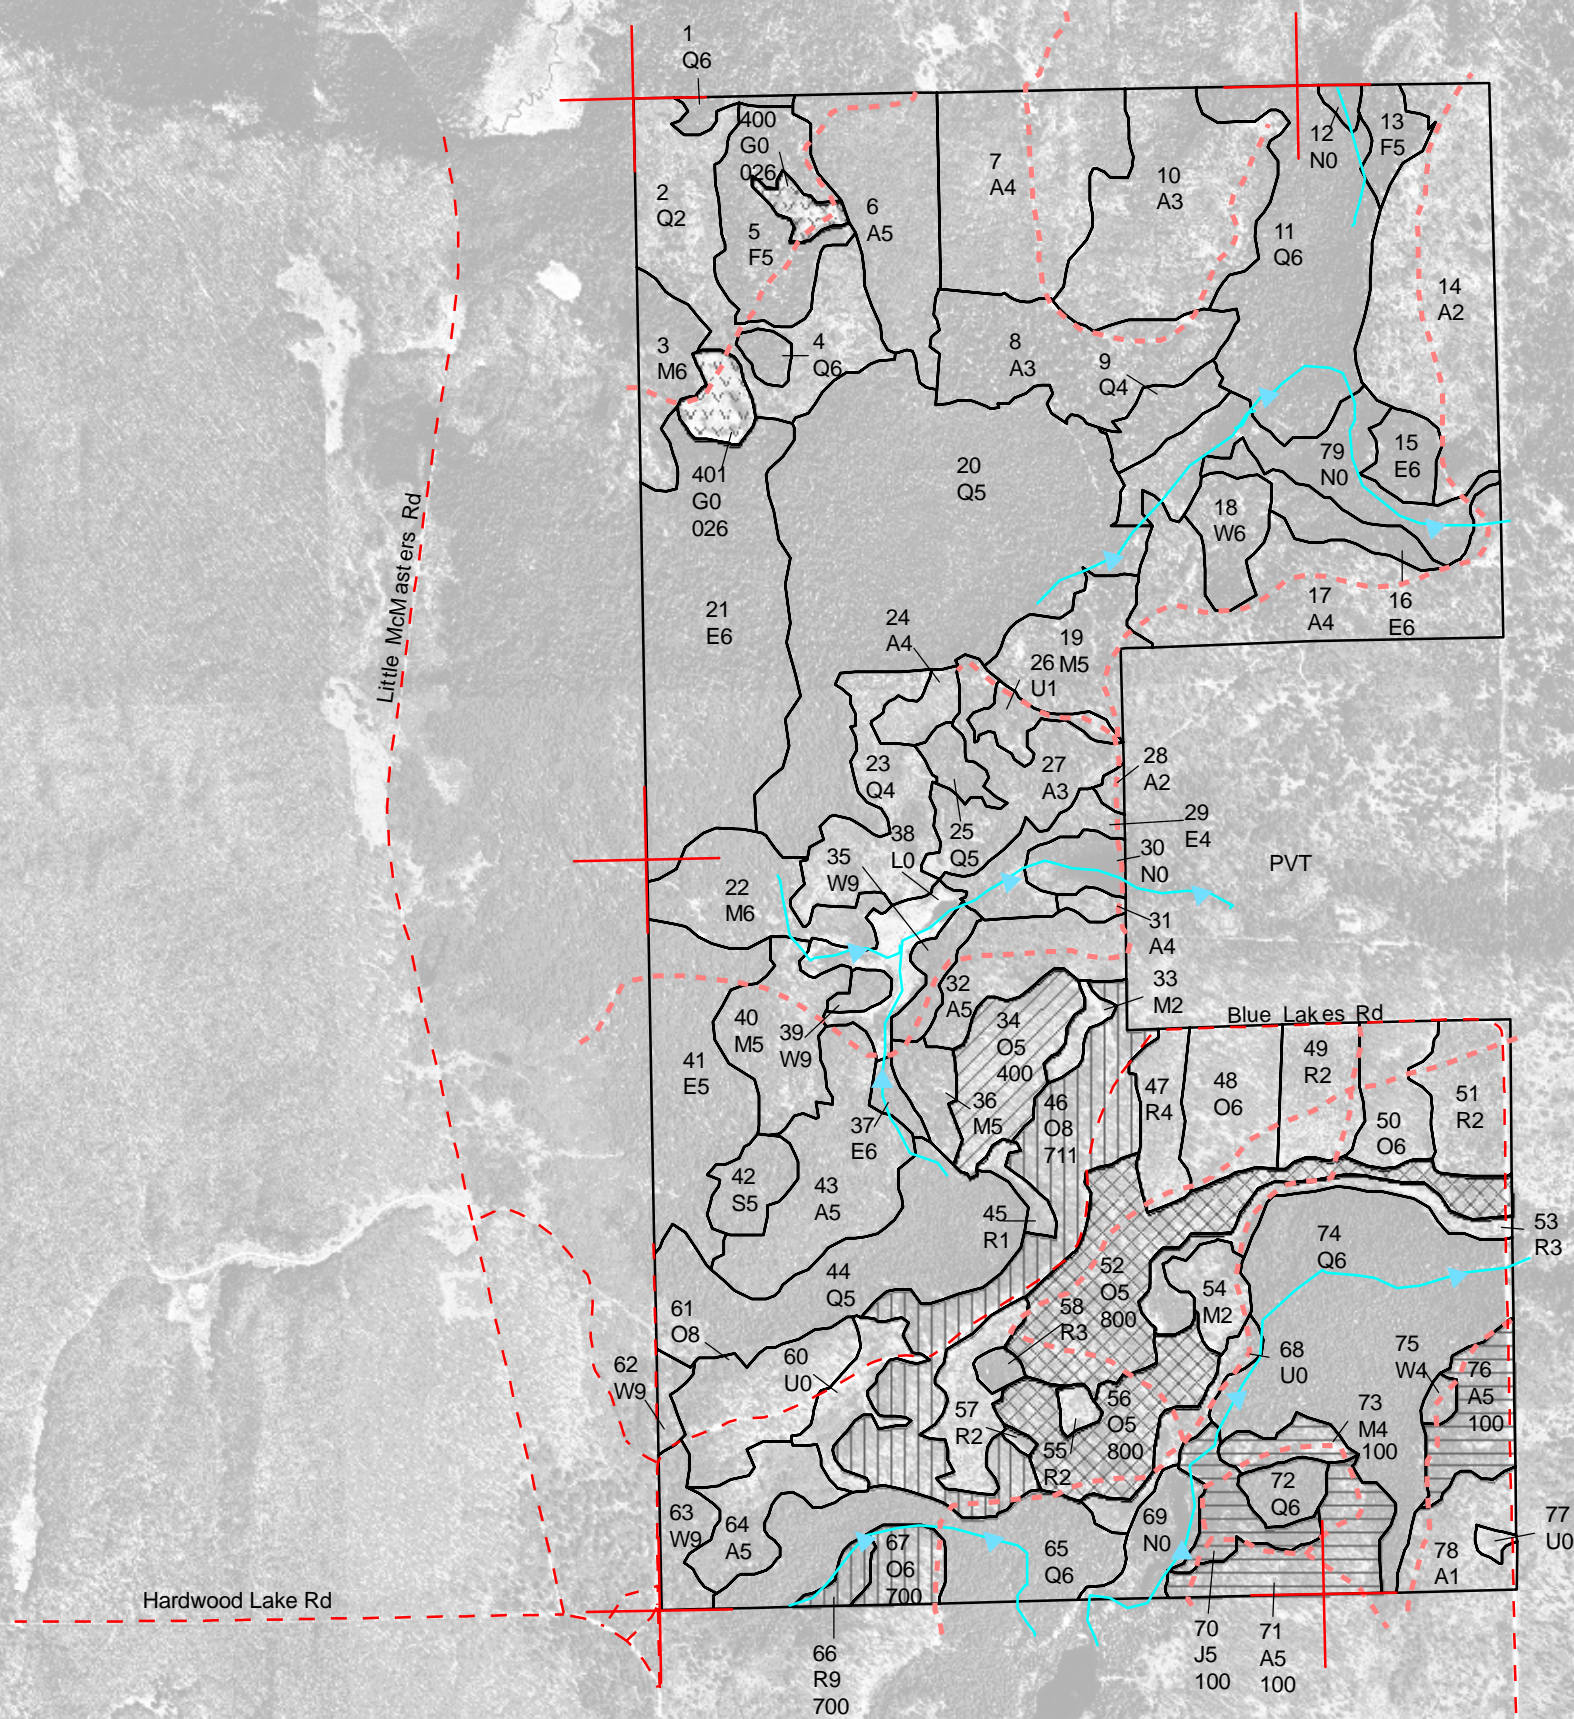 1
Q6
400
G0
026
2
Q2
5
F5
6
A5
7
A4
10
A3
12
N0
13
F5
11
Q6
14
A2
3
M6
4
Q6
8
A3
9
Q4
401
G0
026
20
Q5
79
N0
15
E6
18
W6
17
A4
16
E6
Little McMasters Rd
21
E6
24
A4
19
M5
26
U1
23
Q4
27
A3
28
A2
29
E4
25
Q5
38
L0
35
W9
30
N0
PVT
22
M6
31
A4
32
A5
33
M2
Blue Lakes Rd
40
M5
39
W9
34
O5
400
41
E5
36
M5
37
E6
46
O8
711
47
R4
48
O6
49
R2
50
O6
51
R2
42
S5
43
A5
45
R1
53
R3
74
Q6
44
Q5
52
O5
800
54
M2
58
R3
61
O8
60
U0
62
W9
68
U0
75
W4
76
A5
100
57
R2
56
O5
800
55
R2
73
M4
100
72
Q6
63
W9
64
A5
67
O6
700
65
Q6
69
N0
77
U0
78
A1
Hardwood Lake Rd
66
R9
700
70
J5
100
71
A5
100